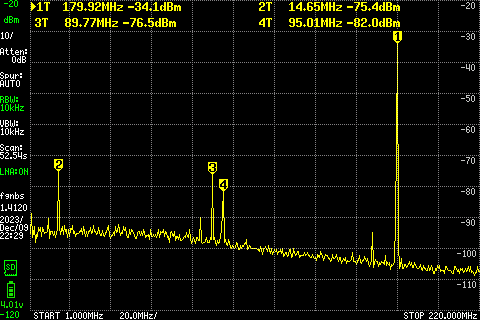 -20
dBm
10/
Atten:
0dB
Spur:
AUTO
RBW:
10kHz
VBW:
10kHz
Scan:
52.54s
LNA:ON
fgnbs
1.4120
2023/
Dec/09
22:29
SD
4.01v
-120
▸1T 179.92MHz -34.1dBm 2T 14.65MHz -75.4dBm
3T 89.77MHz -76.5dBm 4T 95.01MHz -82.0dBm
1
2
3
4
-30
-40
-50
-60
-70
-80
-90
-100
-110
START 1.000MHz 20.0MHz/ STOP 220.000MHz